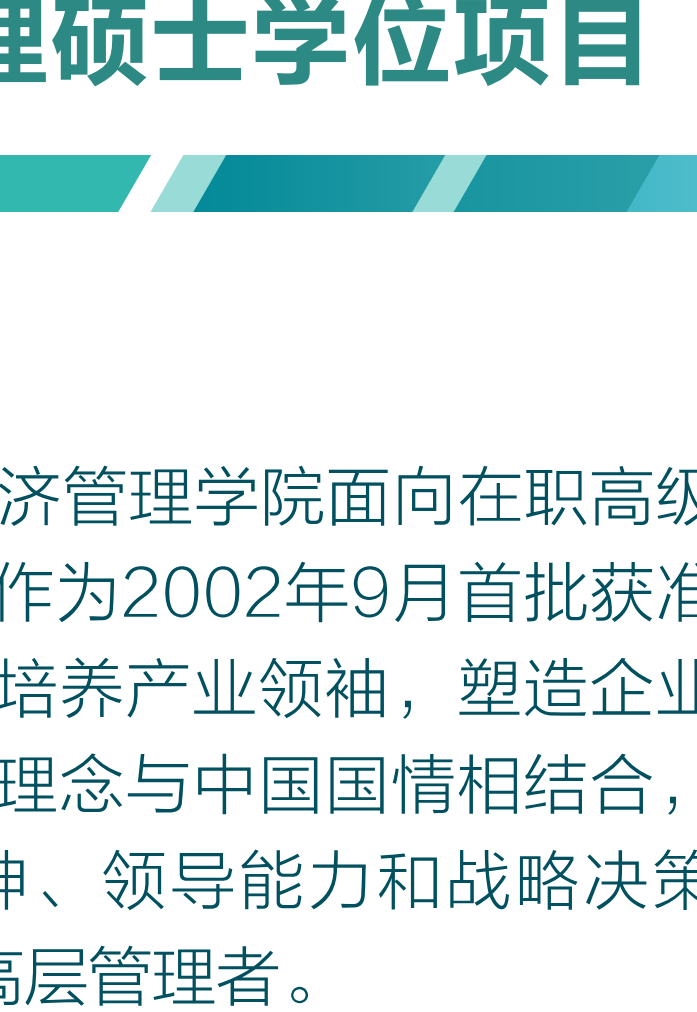 理硕士学位项目
济管理学院面向在职高级
作为2002年9月首批获准
培养产业领袖，塑造企业
理念与中国国情相结合，
神、领导能力和战略决策
高层管理者。